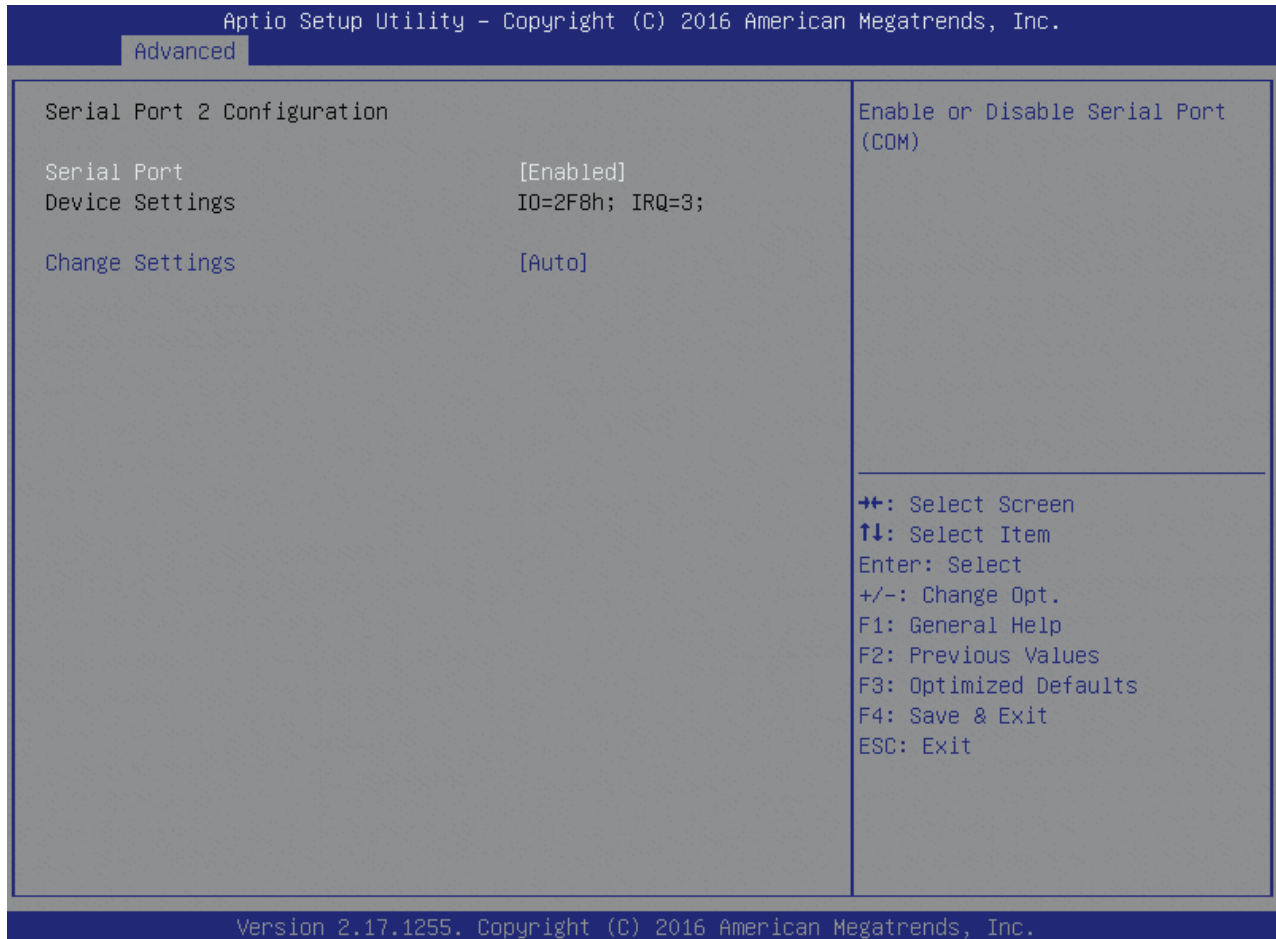 Aptio Setup Utility – Copyright (C) 2016 American Megatrends, Inc.
Advanced
Serial Port 2 Configuration
Serial Port [Enabled]
Device Settings IO=2F8h; IRQ=3;
Change Settings [Auto]
Enable or Disable Serial Port
(COM)
→←: Select Screen
↑↓: Select Item
Enter: Select
+/-: Change Opt.
F1: General Help
F2: Previous Values
F3: Optimized Defaults
F4: Save & Exit
ESC: Exit
Version 2.17.1255. Copyright (C) 2016 American Megatrends, Inc.